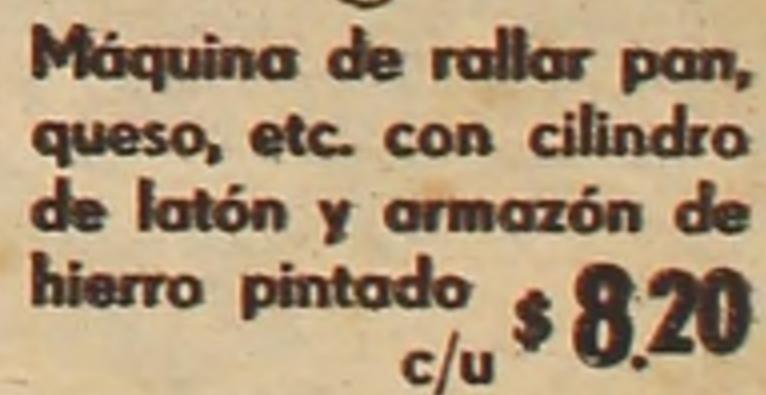 Máquina de rallar pan,
queso, etc. con cilindro
de latón y armazón de
hierro pintado
c/u $ 8.20